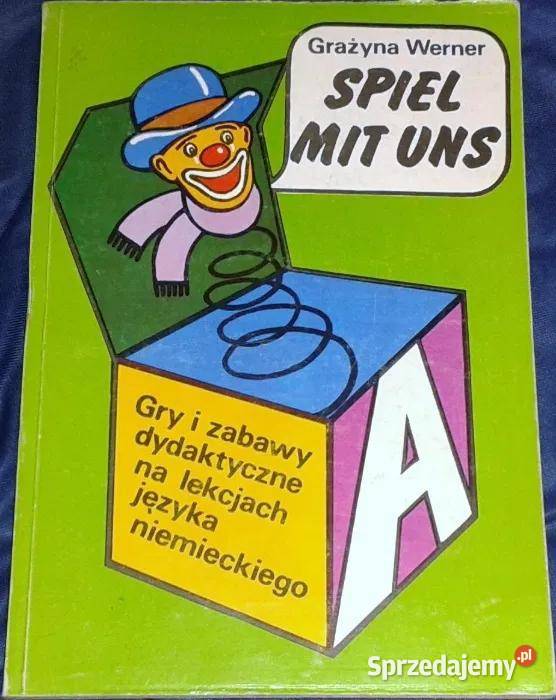 Grażyna Werner
SPIEL
MIT UNS
Gry i zabawy
dydaktyczne
na lekcjach
języka
niemieckiego
A
Sprzedajemy.pl